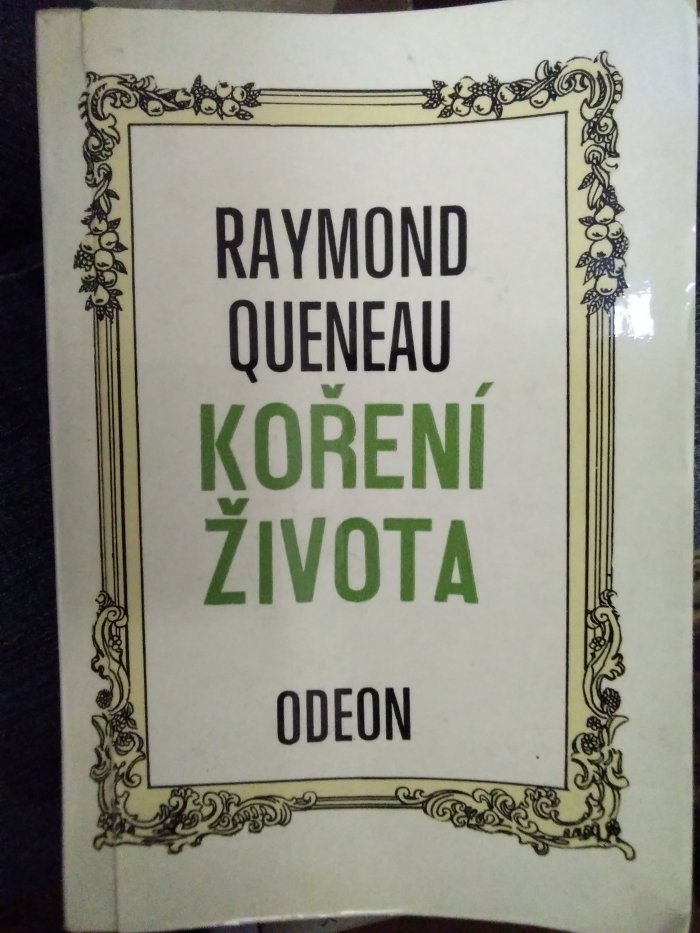 RAYMOND
QUENEAU
KOŘENÍ
ŽIVOTA
ODEON